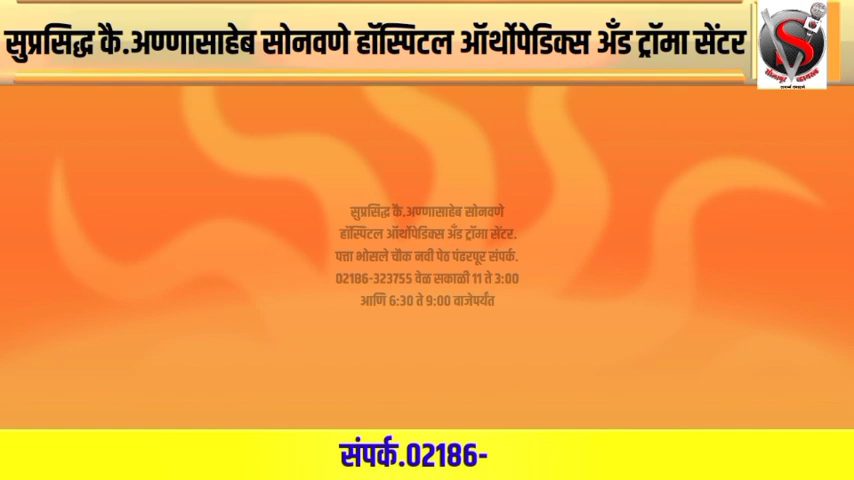 सुप्रसिद्ध कै.अण्णासाहेब सोनवणे हॉस्पिटल ऑर्थोपेडिक्स अँड ट्रॉमा सेंटर
सुप्रसिद्ध कै.अण्णासाहेब सोनवणे
हॉस्पिटल ऑर्थोपेडिक्स अँड ट्रॉमा सेंटर.
पत्ता भोसले चौक नवी पेठ पंढरपूर संपर्क.
02186-323755 वेळ सकाळी 11 ते 3:00
आणि 6:30 ते 9:00 वाजेपर्यंत
संपर्क.02186-